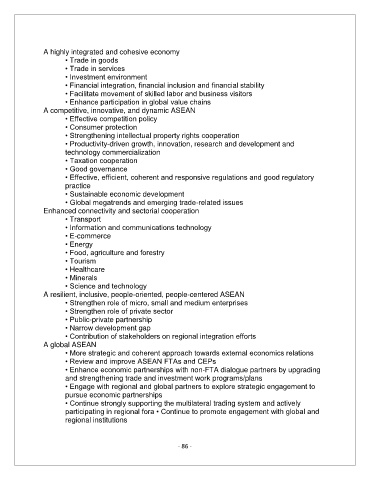 A highly integrated and cohesive economy
• Trade in goods
• Trade in services
• Investment environment
• Financial integration, financial inclusion and financial stability
• Facilitate movement of skilled labor and business visitors
• Enhance participation in global value chains
A competitive, innovative, and dynamic ASEAN
• Effective competition policy
• Consumer protection
• Strengthening intellectual property rights cooperation
• Productivity-driven growth, innovation, research and development and
technology commercialization
• Taxation cooperation
• Good governance
• Effective, efficient, coherent and responsive regulations and good regulatory
practice
• Sustainable economic development
• Global megatrends and emerging trade-related issues
Enhanced connectivity and sectorial cooperation
• Transport
• Information and communications technology
• E-commerce
• Energy
• Food, agriculture and forestry
• Tourism
• Healthcare
• Minerals
• Science and technology
A resilient, inclusive, people-oriented, people-centered ASEAN
• Strengthen role of micro, small and medium enterprises
• Strengthen role of private sector
• Public-private partnership
• Narrow development gap
• Contribution of stakeholders on regional integration efforts
A global ASEAN
• More strategic and coherent approach towards external economics relations
• Review and improve ASEAN FTAs and CEPs
• Enhance economic partnerships with non-FTA dialogue partners by upgrading
and strengthening trade and investment work programs/plans
• Engage with regional and global partners to explore strategic engagement to
pursue economic partnerships
• Continue strongly supporting the multilateral trading system and actively
participating in regional fora • Continue to promote engagement with global and
regional institutions
- 86 -